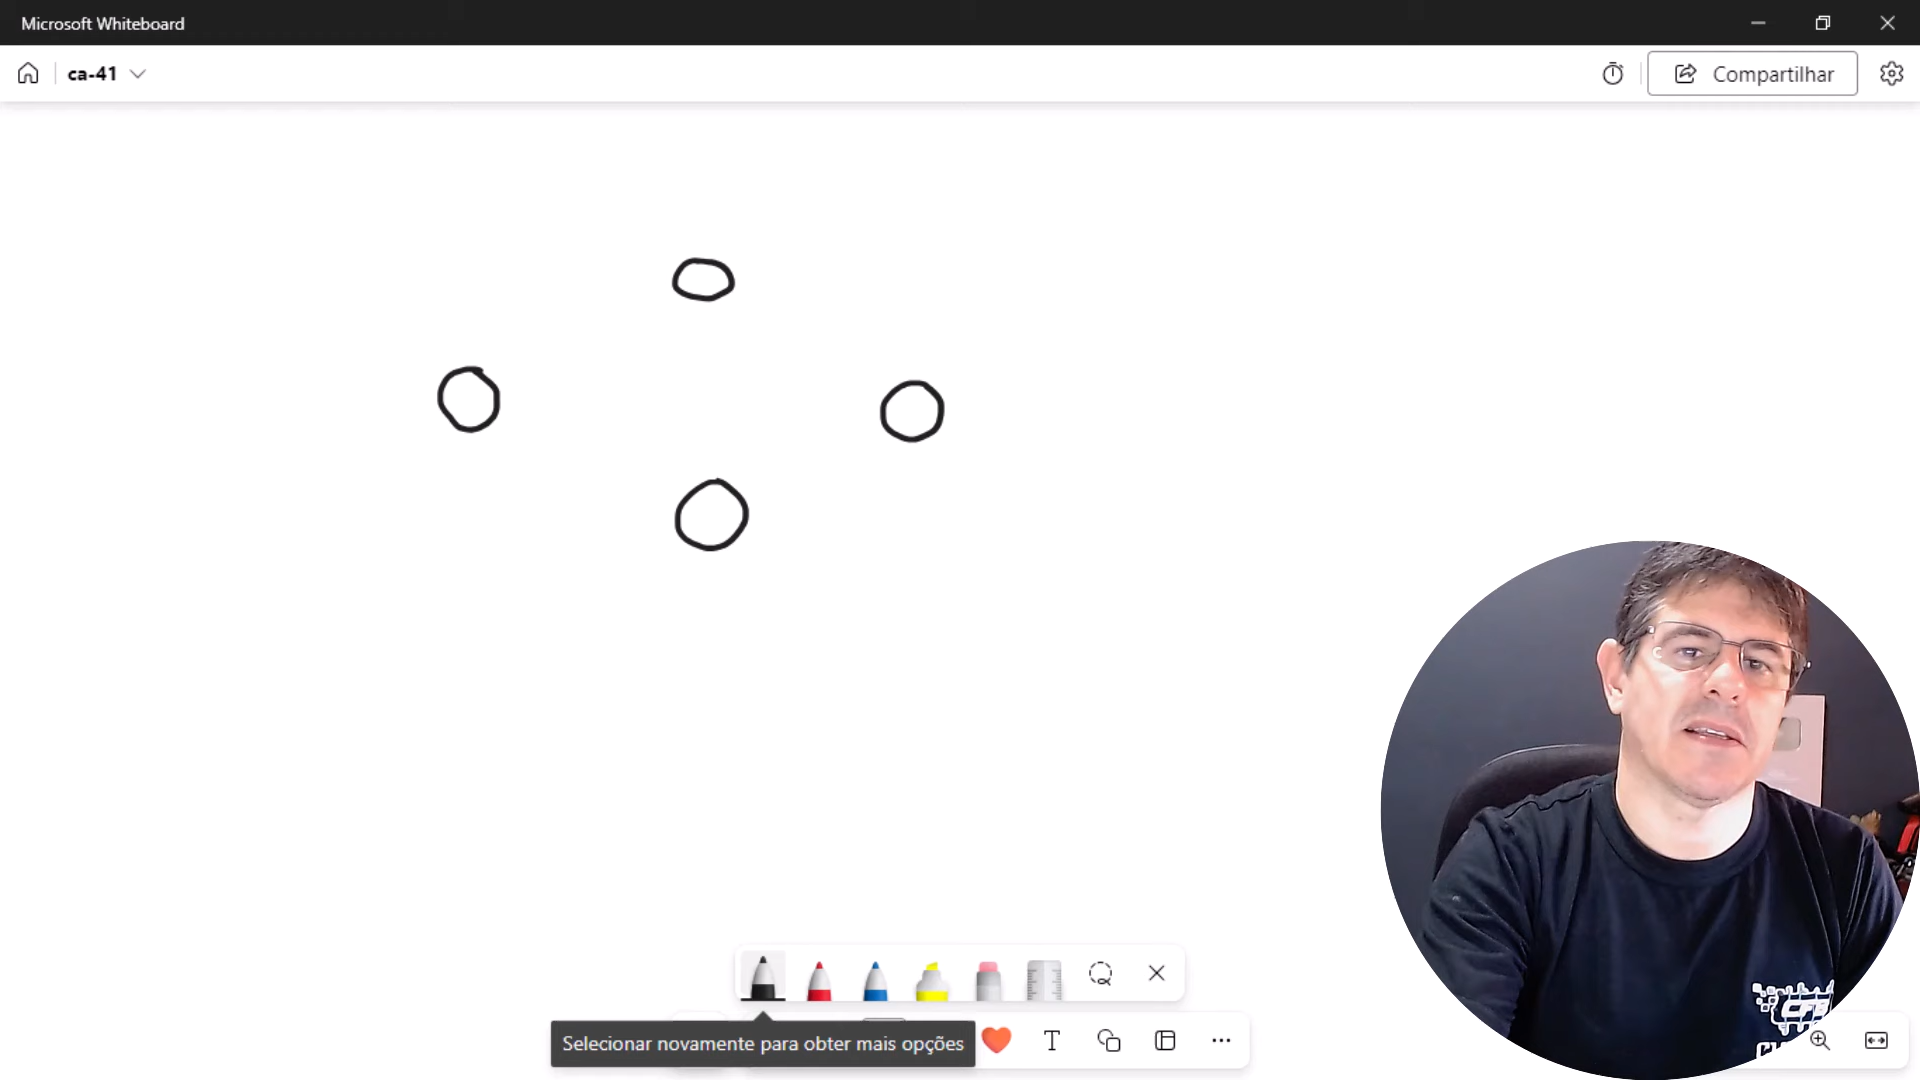 Microsoft Whiteboard
ca-41
Compartilhar
Selecionar novamente para obter mais opções